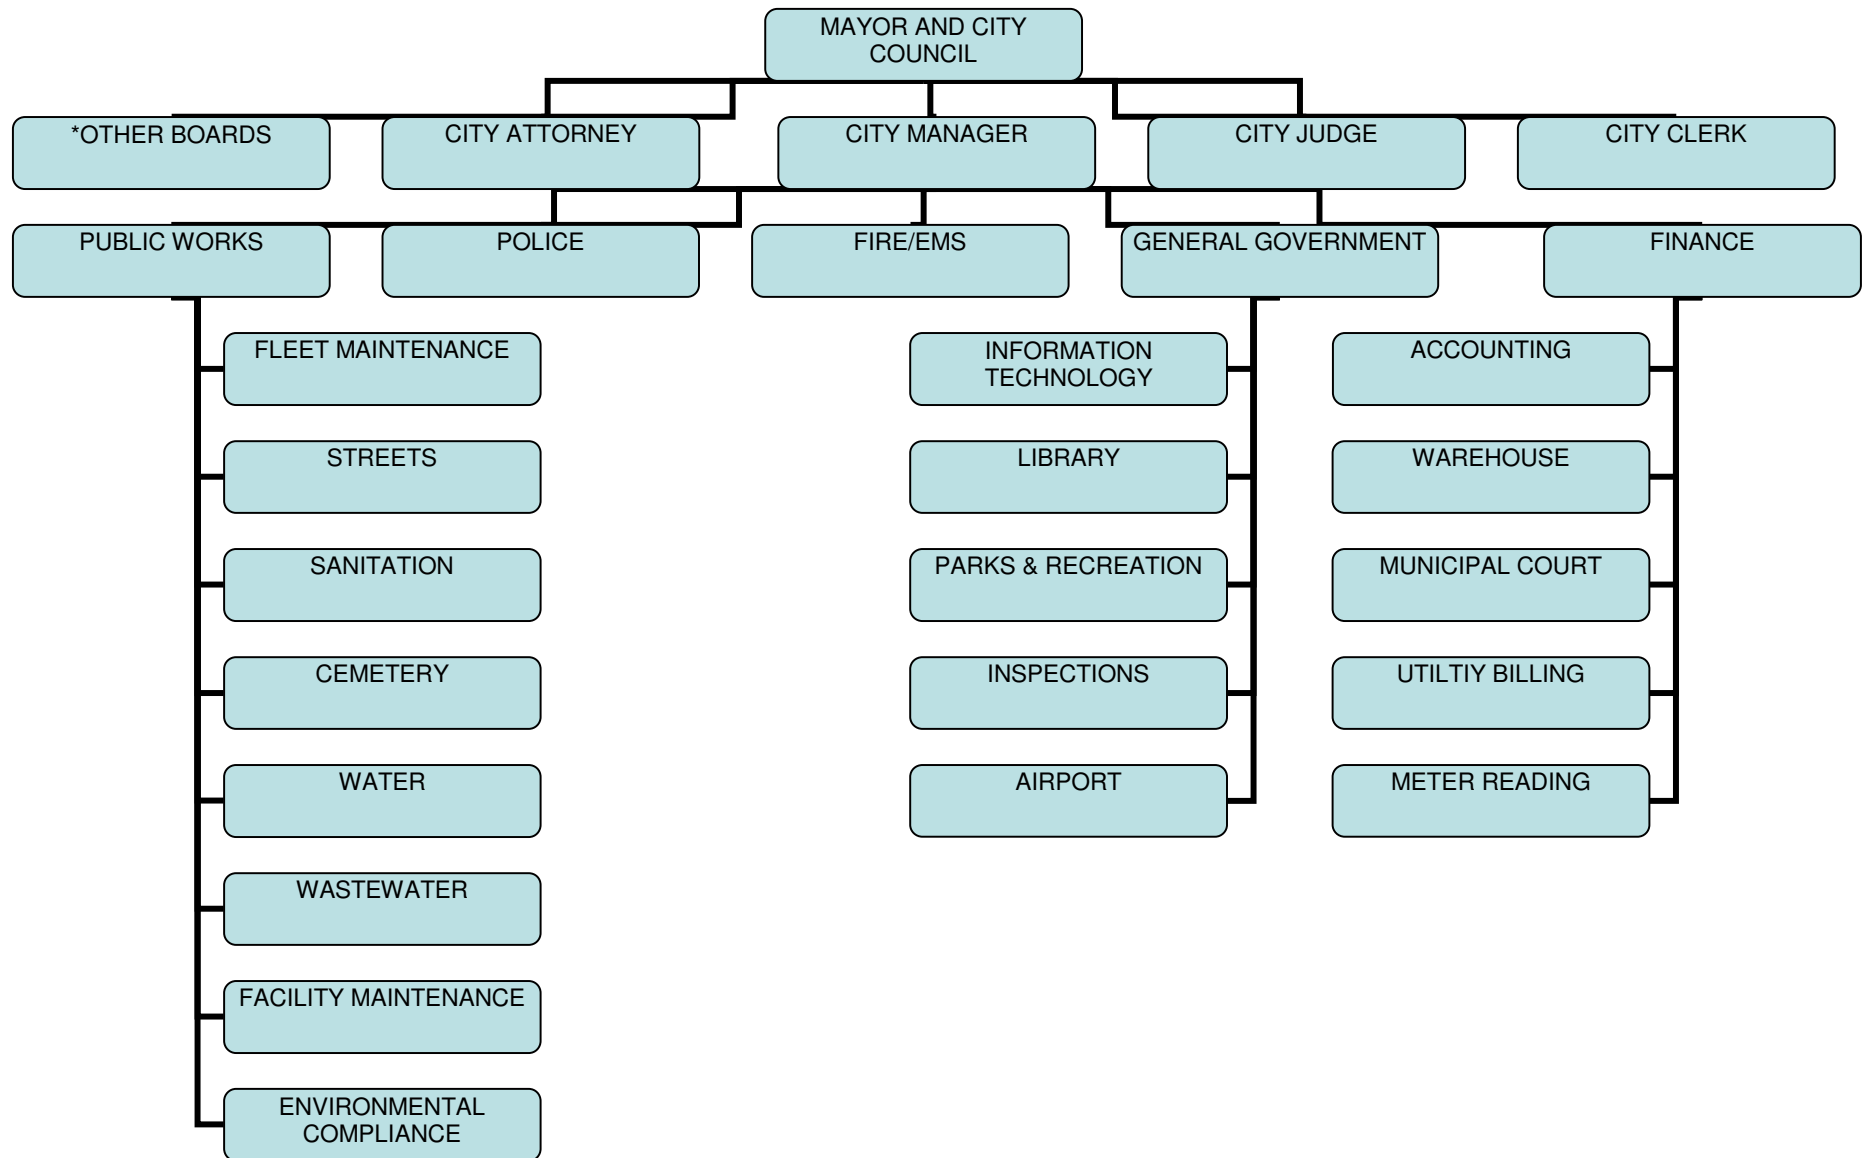 MAYOR AND CITY
COUNCIL
*OTHER BOARDS
CITY ATTORNEY
CITY MANAGER
CITY JUDGE
CITY CLERK
PUBLIC WORKS
POLICE
FIRE/EMS
GENERAL GOVERNMENT
FINANCE
FLEET MAINTENANCE
STREETS
SANITATION
CEMETERY
WATER
WASTEWATER
FACILITY MAINTENANCE
ENVIRONMENTAL
COMPLIANCE
INFORMATION
TECHNOLOGY
LIBRARY
PARKS & RECREATION
INSPECTIONS
AIRPORT
ACCOUNTING
WAREHOUSE
MUNICIPAL COURT
UTILTIY BILLING
METER READING